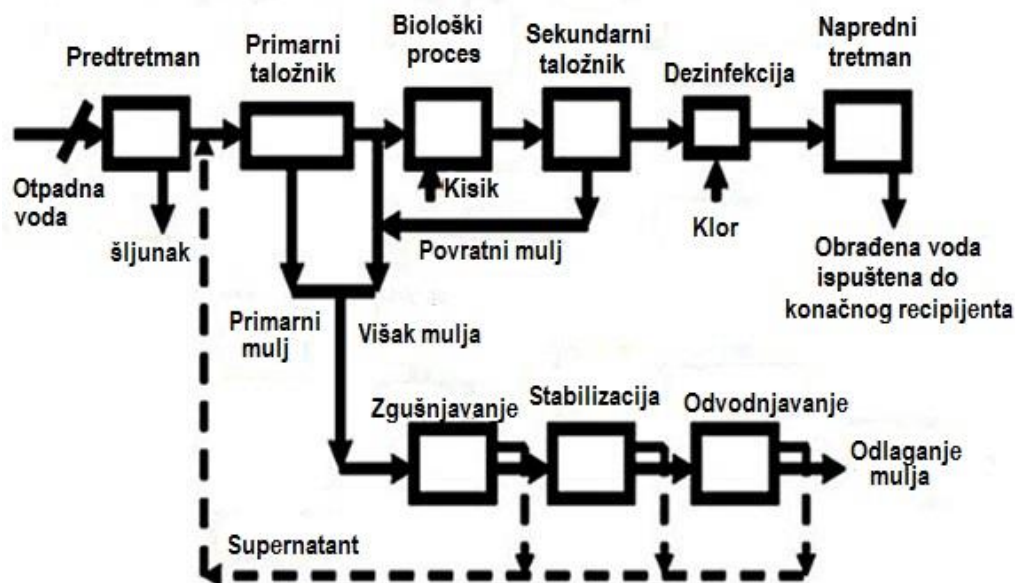 Predtretman
Primarni
taložnik
Biološki
proces
Sekundarni
taložnik
Dezinfekcija
Napredni
tretman
Otpadna
voda
šljunak
Kisik
Povratni mulj
Klor
Obrađena voda
ispuštena do
konačnog recipijenta
Primarni
mulj
Višak mulja
Zgušnjavanje
Stabilizacija
Odvodnjavanje
Odlaganje
mulja
Supernatant